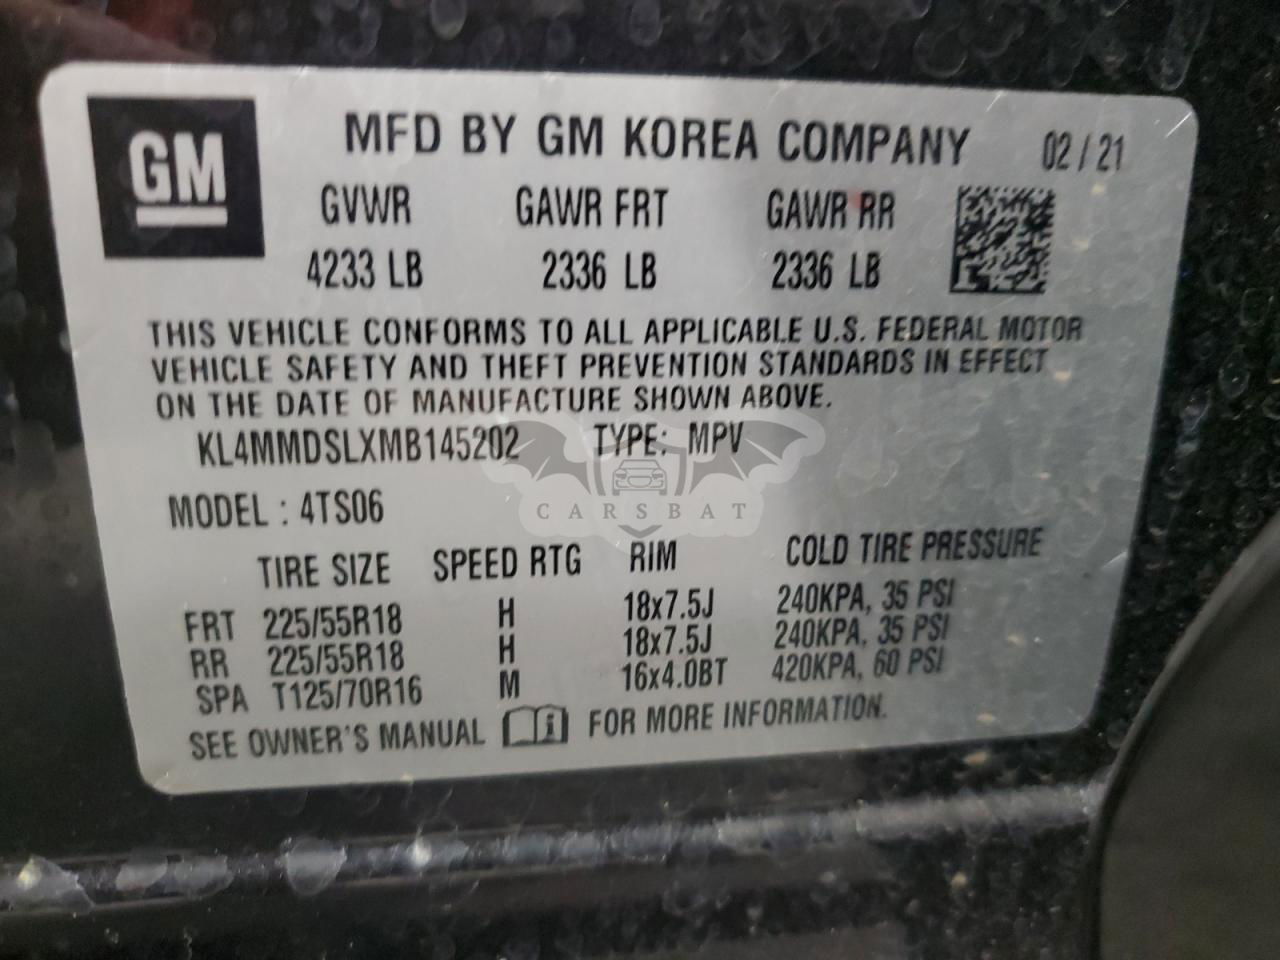 GM
MFD BY GM KOREA COMPANY 02/21
GVWR GAWR FRT GAWR RR
4233 LB 2336 LB 2336 LB
THIS VEHICLE CONFORMS TO ALL APPLICABLE U.S. FEDERAL MOTOR
VEHICLE SAFETY AND THEFT PREVENTION STANDARDS IN EFFECT
ON THE DATE OF MANUFACTURE SHOWN ABOVE.
KL4MMDSLXMB145202 TYPE: MPV
CARSBAT
MODEL : 4TS06
TIRE SIZE SPEED RTG RIM COLD TIRE PRESSURE
FRT 225/55R18 H 18x7.5J 240KPA, 35 PSI
RR 225/55R18 H 18x7.5J 240KPA, 35 PSI
SPA T125/70R16 M 16x4.0BT 420KPA, 60 PSI
SEE OWNER'S MANUAL FOR MORE INFORMATION.